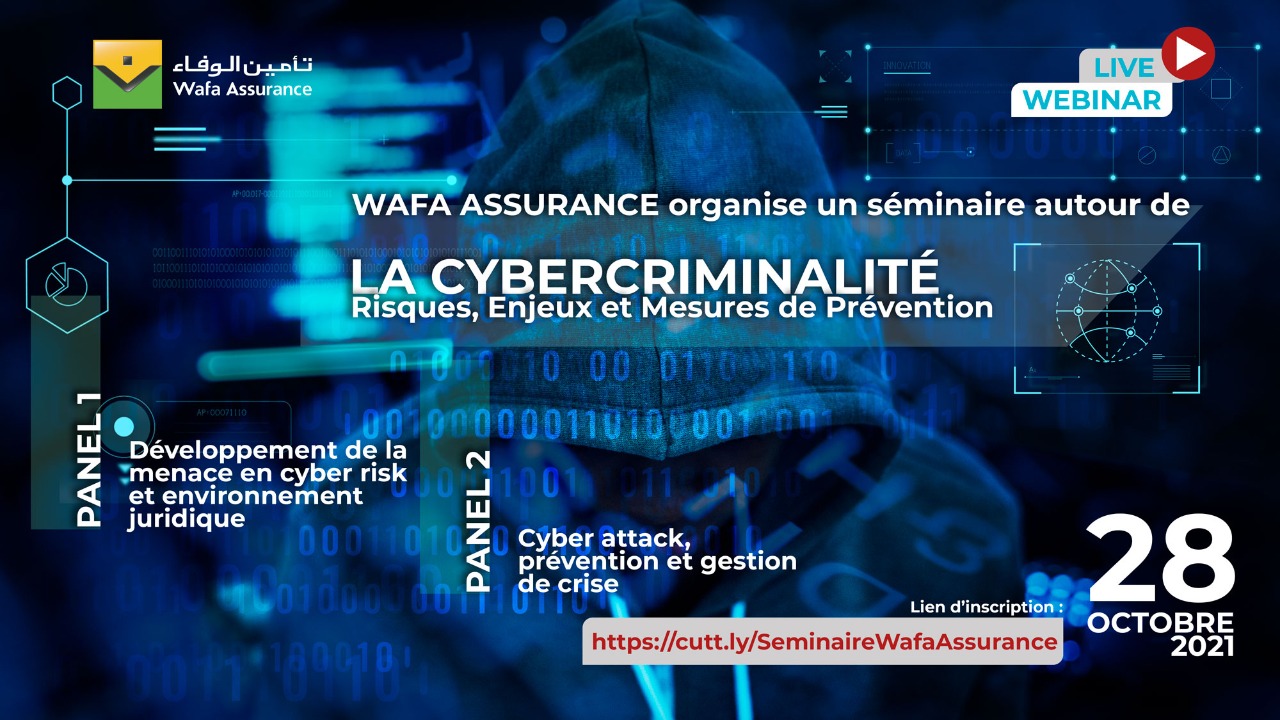 تأمين الوفاء
Wafa Assurance
LIVE
WEBINAR
INNOVATION
WAFA ASSURANCE organise un séminaire autour de
LA CYBERCRIMINALITÉ
Risques, Enjeux et Mesures de Prévention
PANEL 1
Développement de la
menace en cyber risk
et environnement
juridique
PANEL 2
Cyber attack,
prévention et gestion
de crise
Lien d'inscription :
https://cutt.ly/SeminaireWafaAssurance
28
OCTOBRE
2021